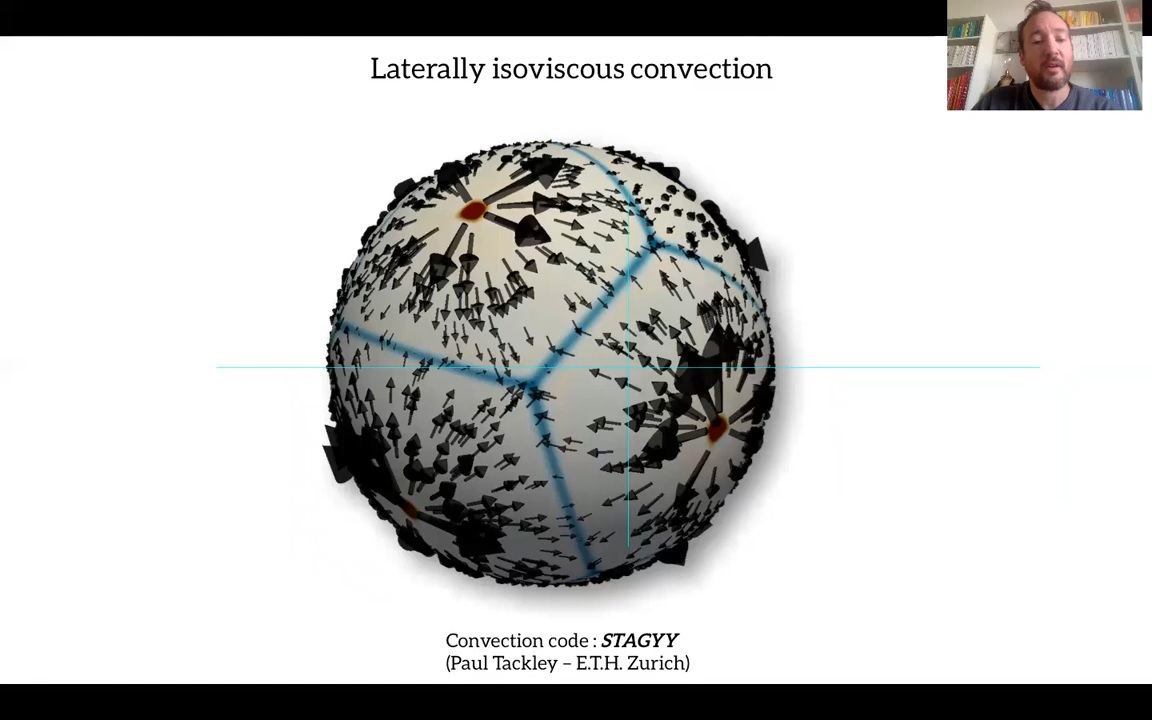 Laterally isoviscous convection
Convection code : STAGYY
(Paul Tackley – E.T.H. Zurich)